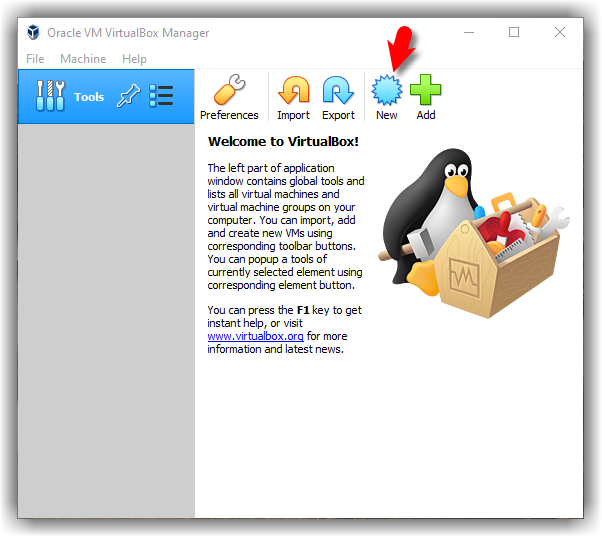 Oracle VM VirtualBox Manager
File Machine Help
Tools
Preferences Import Export New Add
Welcome to VirtualBox!
The left part of application
window contains global tools and
lists all virtual machines and
virtual machine groups on your
computer. You can import, add
and create new VMs using
corresponding toolbar buttons.
You can popup a tools of
currently selected element using
corresponding element button.
You can press the F1 key to get
instant help, or visit
www.virtualbox.org for more
information and latest news.